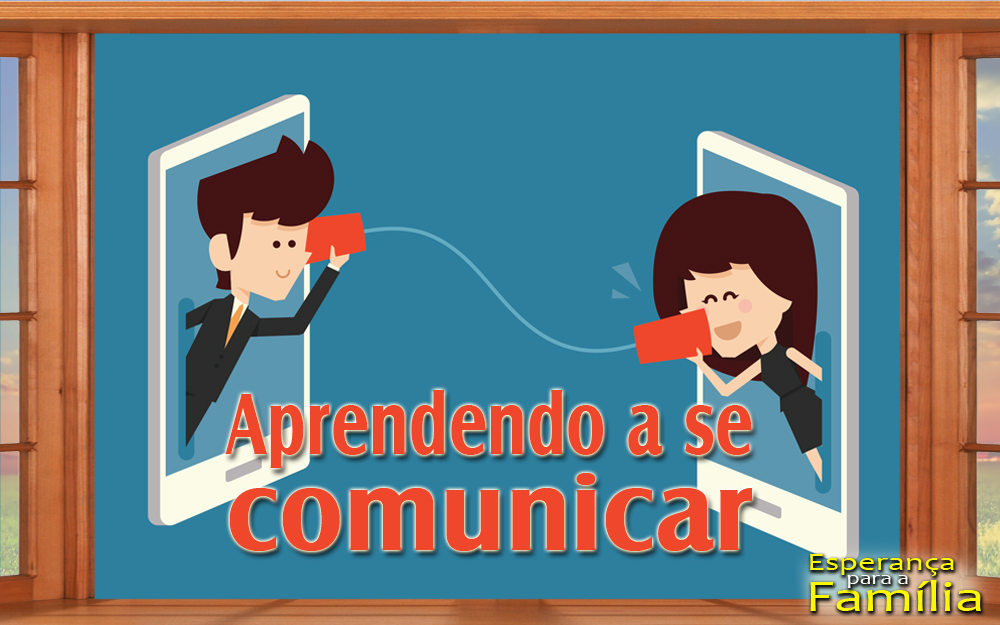 Aprendendo a se
comunicar
Esperança
para a
Família